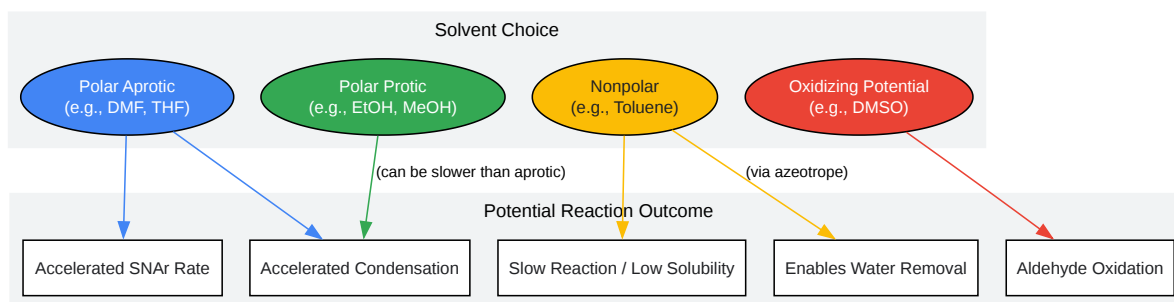 Solvent Choice
Polar Aprotic
(e.g., DMF, THF)
Polar Protic
(e.g., EtOH, MeOH)
Nonpolar
(e.g., Toluene)
Oxidizing Potential
(e.g., DMSO)
(can be slower than aprotic)
(via azeotrope)
Potential Reaction Outcome
Accelerated SNAr Rate
Accelerated Condensation
Slow Reaction / Low Solubility
Enables Water Removal
Aldehyde Oxidation